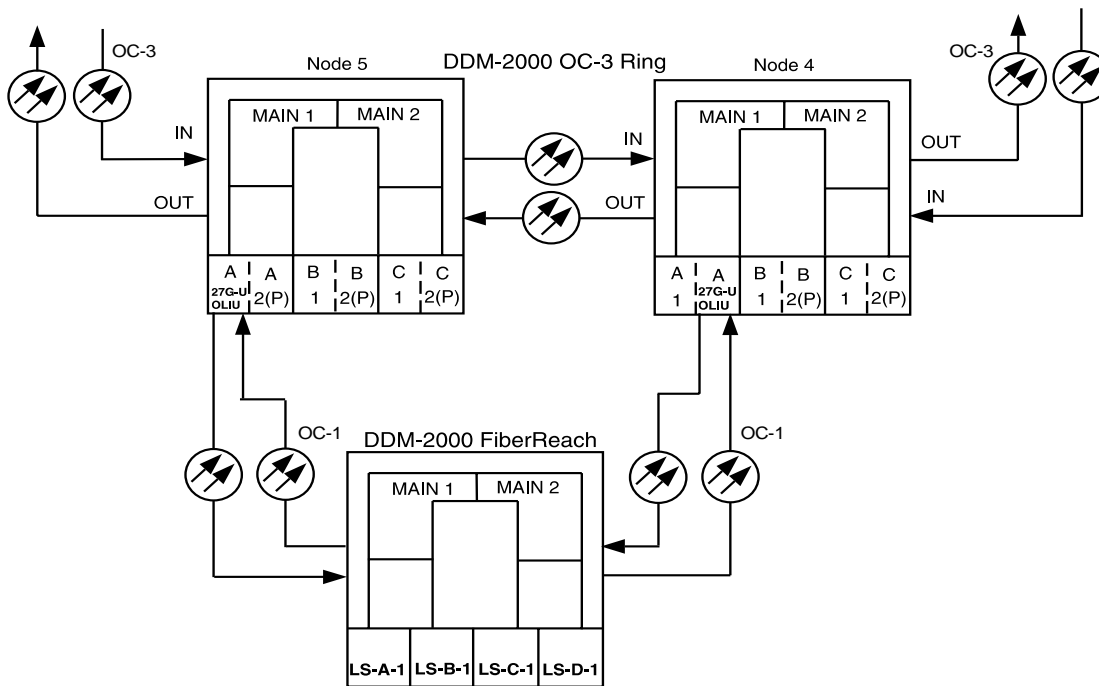 OC-3
DDM-2000 OC-3 Ring
OC-3
Node 5
Node 4
MAIN 1
MAIN 2
MAIN 1
MAIN 2
IN
IN
OUT
OUT
OUT
IN
A
27G-U
OLIU
A
2(P)
B
1
B
2(P)
C
1
C
2(P)
A
1
A
27G-U
OLIU
B
1
B
2(P)
C
1
C
2(P)
OC-1
OC-1
DDM-2000 FiberReach
MAIN 1
MAIN 2
LS-A-1
LS-B-1
LS-C-1
LS-D-1